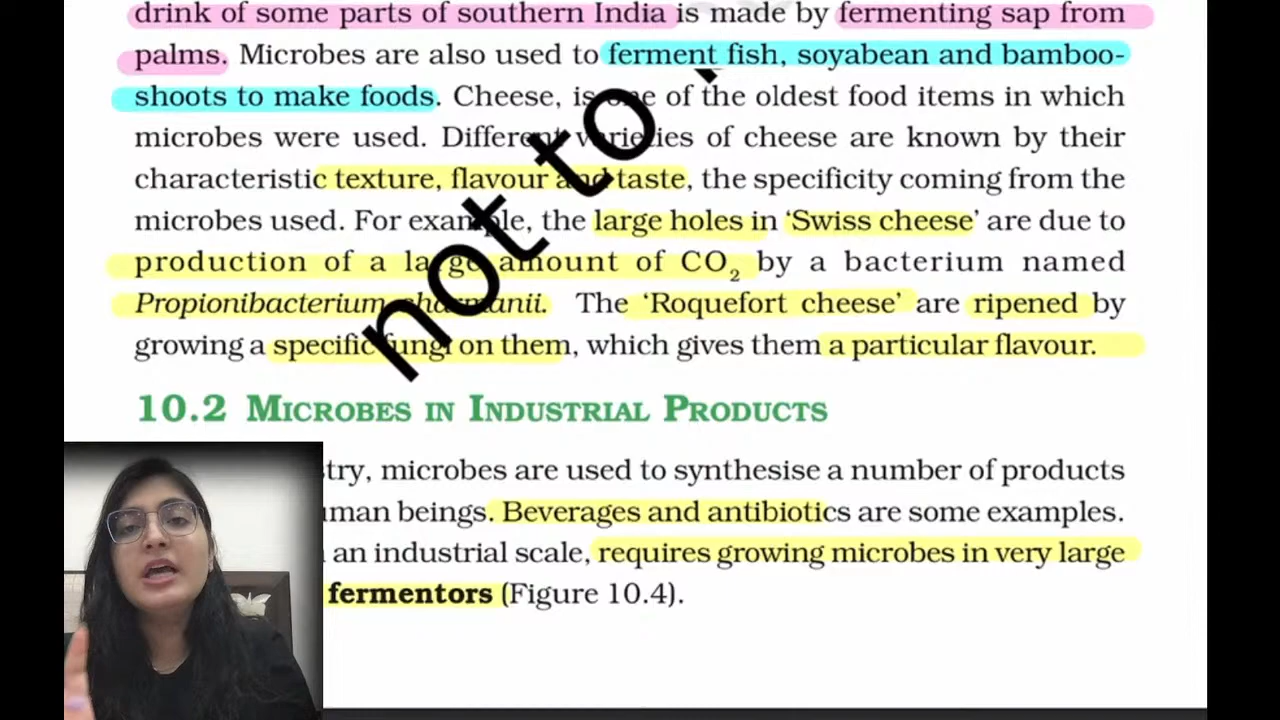 drink of some parts of southern India is made by fermenting sap from
palms. Microbes are also used to ferment fish, soyabean and bamboo-
shoots to make foods. Cheese, is one of the oldest food items in which
microbes were used. Different varieties of cheese are known by their
characteristic texture, flavour and taste, the specificity coming from the
microbes used. For example, the large holes in ‘Swiss cheese’ are due to
production of a large amount of CO2 by a bacterium named
Propionibacterium sharmanii. The ‘Roquefort cheese’ are ripened by
growing a specific fungi on them, which gives them a particular flavour.
not to
10.2 MICROBES IN INDUSTRIAL PRODUCTS
stry, microbes are used to synthesise a number of products
uman beings. Beverages and antibiotics are some examples.
an industrial scale, requires growing microbes in very large
fermentors (Figure 10.4).